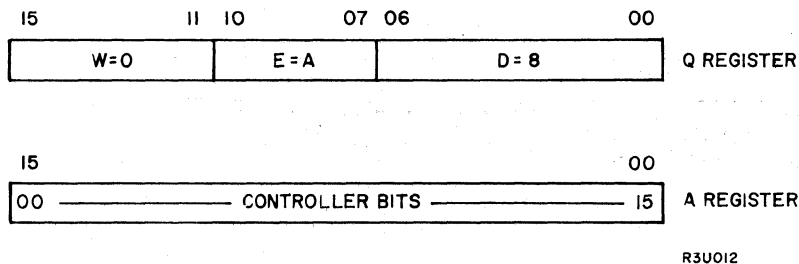 15 11 10 07 06 00
W=0 E=A D=8 Q REGISTER
15 00
00 CONTROLLER BITS 15 A REGISTER
R3U012